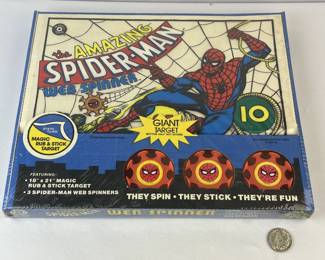 the AMAZING
SPIDER-MAN
WEB SPINNER
GIANT
TARGET
10
MAGIC
RUB & STICK
TARGET
FEATURING:
• 18" x 21" MAGIC
RUB & STICK TARGET
• 3 SPIDER-MAN WEB SPINNERS
THEY SPIN • THEY STICK • THEY'RE FUN
WEB SPINNER